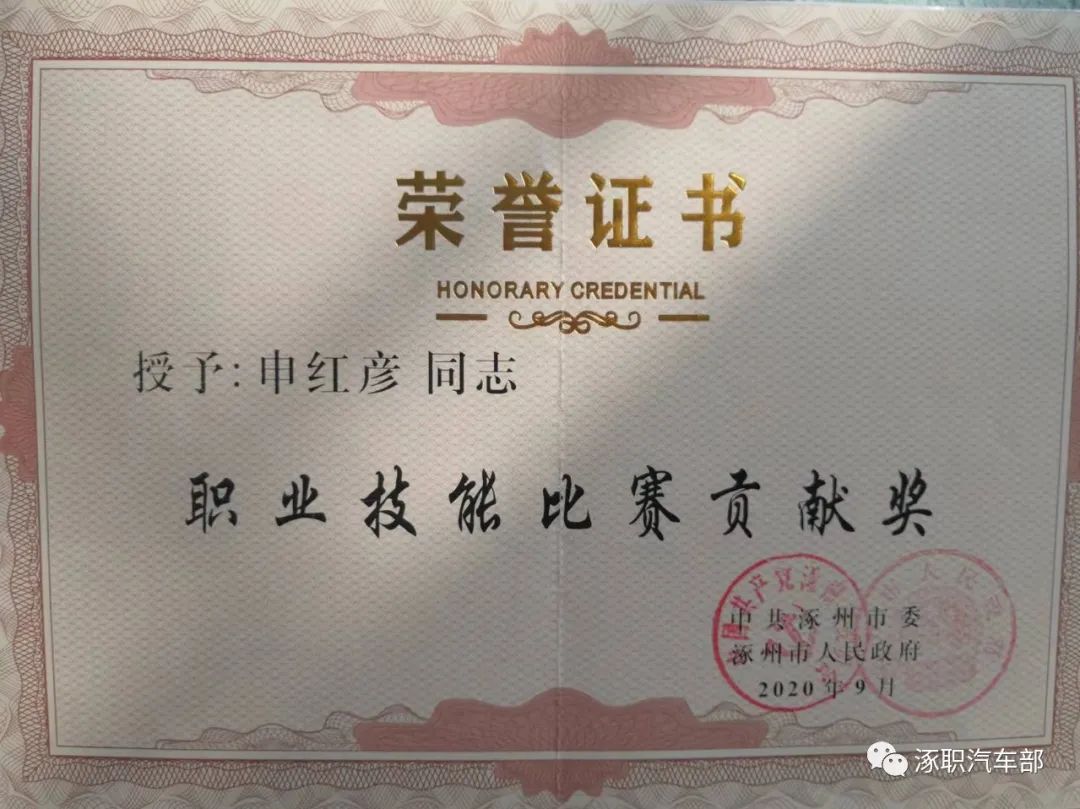 荣誉证书
HONORARY CREDENTIAL
授予:申红彦 同志
职业技能比赛贡献奖
中共涿州市委
涿州市人民政府
2020年9月
涿职汽车部